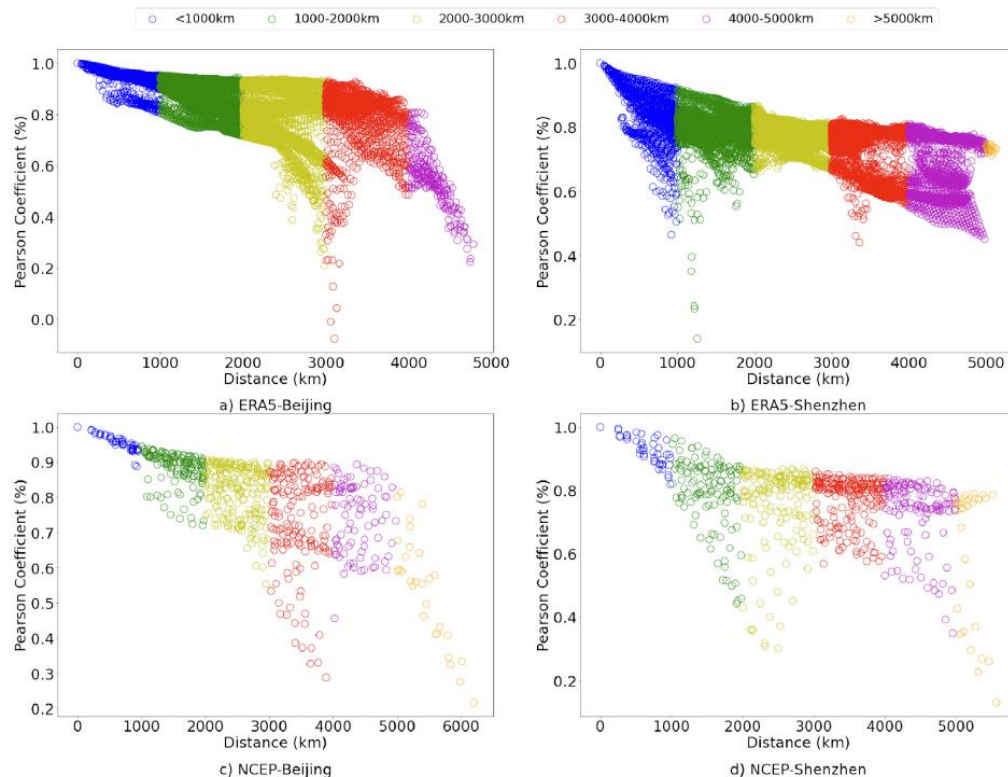 <1000km 1000-2000km 2000-3000km 3000-4000km 4000-5000km >5000km
Pearson Coefficient (%)
1.0
0.8
0.6
0.4
0.2
0.0
0 1000 2000 3000 4000 5000
Distance (km)
a) ERA5-Beijing
Pearson Coefficient (%)
1.0
0.8
0.6
0.4
0.2
0 1000 2000 3000 4000 5000
Distance (km)
b) ERA5-Shenzhen
Pearson Coefficient (%)
1.0
0.9
0.8
0.7
0.6
0.5
0.4
0.3
0.2
0 1000 2000 3000 4000 5000 6000
Distance (km)
c) NCEP-Beijing
Pearson Coefficient (%)
1.0
0.8
0.6
0.4
0.2
0 1000 2000 3000 4000 5000
Distance (km)
d) NCEP-Shenzhen